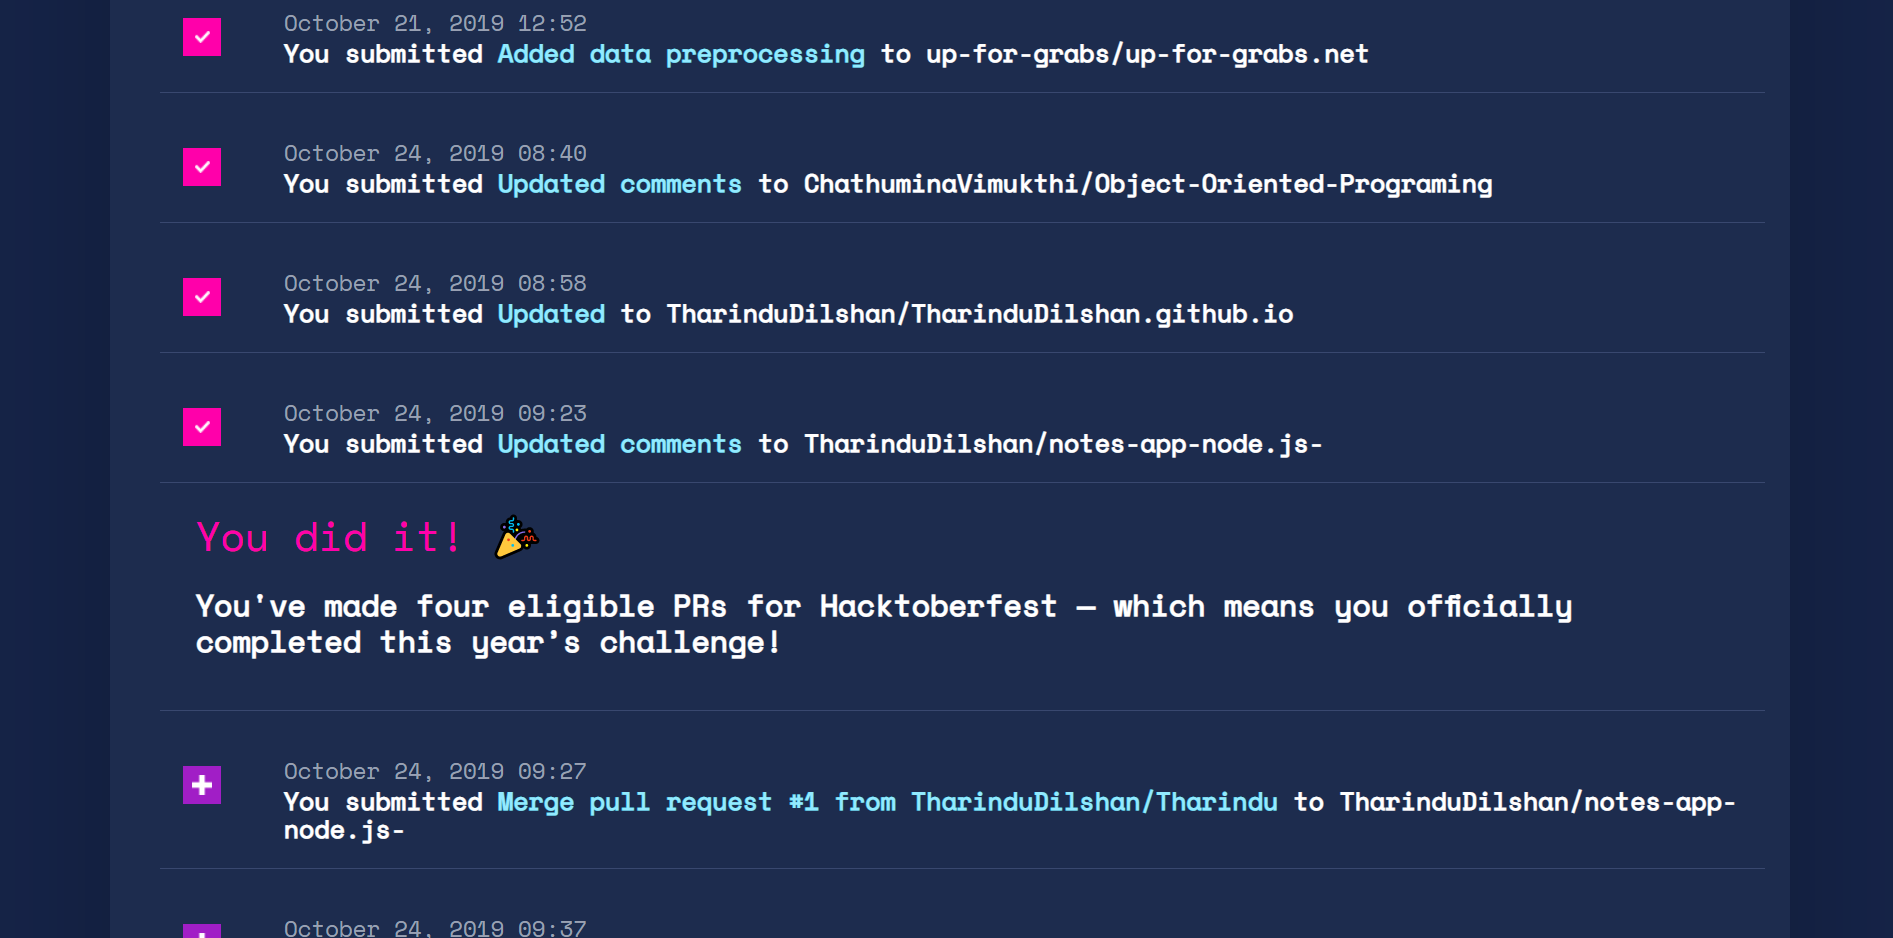 October 21, 2019 12:52
You submitted Added data preprocessing to up-for-grabs/up-for-grabs.net
October 24, 2019 08:40
You submitted Updated comments to ChathuminaVimukthi/Object-Oriented-Programing
October 24, 2019 08:58
You submitted Updated to TharinduDilshan/TharinduDilshan.github.io
October 24, 2019 09:23
You submitted Updated comments to TharinduDilshan/notes-app-node.js-
You did it! 🎉
You've made four eligible PRs for Hacktoberfest — which means you officially
completed this year’s challenge!
October 24, 2019 09:27
You submitted Merge pull request #1 from TharinduDilshan/Tharindu to TharinduDilshan/notes-app-
node.js-
October 24, 2019 09:37